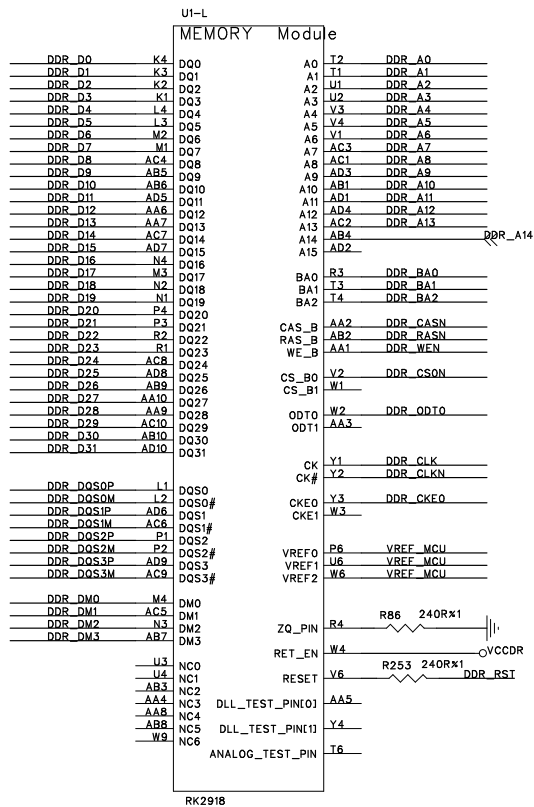 U1-L
MEMORY Module
DDR_D0 K4 DQ0 A0 T2 DDR_A0
DDR_D1 K3 DQ1 A1 T1 DDR_A1
DDR_D2 K2 DQ2 A2 U1 DDR_A2
DDR_D3 K1 DQ3 A3 U2 DDR_A3
DDR_D4 L4 DQ4 A4 V3 DDR_A4
DDR_D5 L3 DQ5 A5 V4 DDR_A5
DDR_D6 M2 DQ6 A6 V1 DDR_A6
DDR_D7 M1 DQ7 A7 AC3 DDR_A7
DDR_D8 AC4 DQ8 A8 AC1 DDR_A8
DDR_D9 AB5 DQ9 A9 AD3 DDR_A9
DDR_D10 AB6 DQ10 A10 AB1 DDR_A10
DDR_D11 AD5 DQ11 A11 AD1 DDR_A11
DDR_D12 AA6 DQ12 A12 AD4 DDR_A12
DDR_D13 AA7 DQ13 A13 AC2 DDR_A13
DDR_D14 AC7 DQ14 A14 AB4 DDR_A14
DDR_D15 AD7 DQ15 A15 AD2
DDR_D16 N4 DQ16
DDR_D17 M3 DQ17 BA0 R3 DDR_BA0
DDR_D18 N2 DQ18 BA1 T3 DDR_BA1
DDR_D19 N1 DQ19 BA2 T4 DDR_BA2
DDR_D20 P4 DQ20
DDR_D21 P3 DQ21 CAS_B AA2 DDR_CASN
DDR_D22 R2 DQ22 RAS_B AB2 DDR_RASN
DDR_D23 R1 DQ23 WE_B AA1 DDR_WEN
DDR_D24 AC8 DQ24
DDR_D25 AD8 DQ25 CS_B0 V2 DDR_CS0N
DDR_D26 AB9 DQ26 CS_B1 W1
DDR_D27 AA10 DQ27
DDR_D28 AA9 DQ28 ODT0 W2 DDR_ODT0
DDR_D29 AC10 DQ29 ODT1 AA3
DDR_D30 AB10 DQ30
DDR_D31 AD10 DQ31
CK Y1 DDR_CLK
CK# Y2 DDR_CLKN
DDR_DQS0P L1 DQS0
DDR_DQS0M L2 DQS0# CKE0 Y3 DDR_CKE0
DDR_DQS1P AD6 DQS1 CKE1 W3
DDR_DQS1M AC6 DQS1#
DDR_DQS2P P1 DQS2
DDR_DQS2M P2 DQS2# VREF0 P6 VREF_MCU
DDR_DQS3P AD9 DQS3 VREF1 U6 VREF_MCU
DDR_DQS3M AC9 DQS3# VREF2 W6 VREF_MCU
DDR_DM0 M4 DM0
DDR_DM1 AC5 DM1
DDR_DM2 N3 DM2 ZQ_PIN R4 R86 240R%1
DDR_DM3 AB7 DM3
RET_EN W4 VCCDR
U3 NC0
U4 NC1 RESET V6 R253 240R%1 DDR_RST
AB3 NC2
AA4 NC3 DLL_TEST_PIN[0] AA5
AA8 NC4
AB8 NC5 DLL_TEST_PIN[1] Y4
W9 NC6
ANALOG_TEST_PIN T6
RK2918